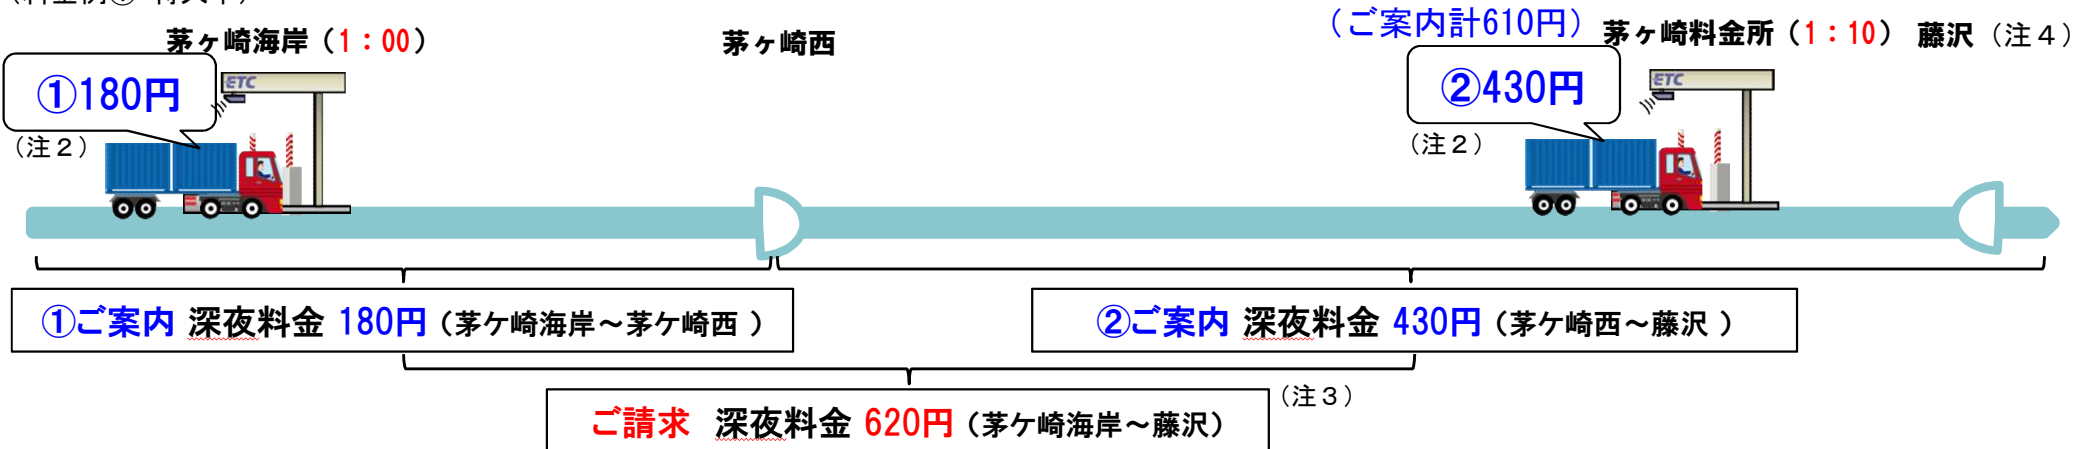 茅ヶ崎海岸（1：00）
茅ヶ崎西
（ご案内計610円）
茅ヶ崎料金所（1：10）
藤沢（注４）
ETC
①180円
（注２）
ETC
②430円
（注２）
①ご案内 深夜料金 180円（茅ケ崎海岸～茅ケ崎西 ）
②ご案内 深夜料金 430円（茅ケ崎西～藤沢 ）
ご請求 深夜料金 620円（茅ケ崎海岸～藤沢）
（注３）